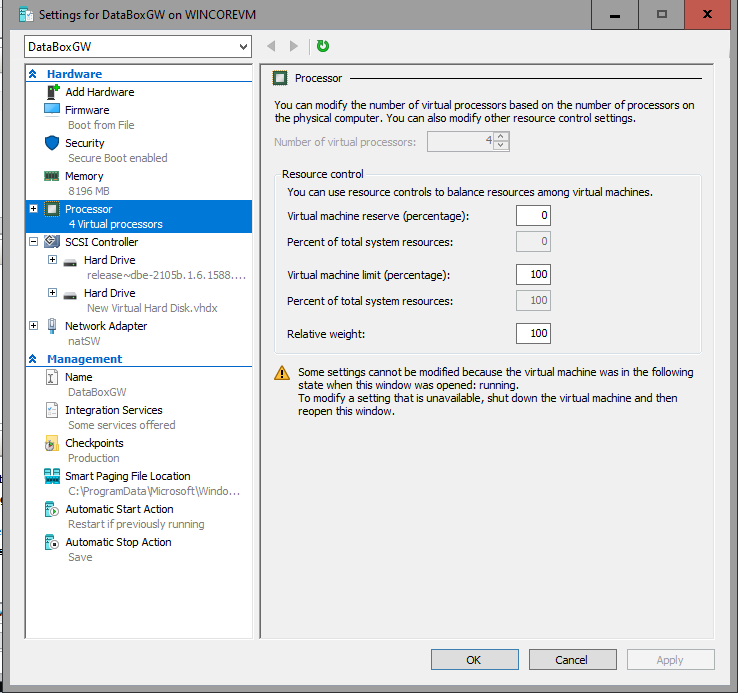 Settings for DataBoxGW on WINCOREVM
DataBoxGW
Hardware
Add Hardware
Firmware
Boot from File
Security
Secure Boot enabled
Memory
8196 MB
Processor
4 Virtual processors
SCSI Controller
Hard Drive
release~dbe-2105b.1.6.1588....
Hard Drive
New Virtual Hard Disk.vhdx
Network Adapter
natSW
Management
Name
DataBoxGW
Integration Services
Some services offered
Checkpoints
Production
Smart Paging File Location
C:\ProgramData\Microsoft\Windo...
Automatic Start Action
Restart if previously running
Automatic Stop Action
Save
Processor
You can modify the number of virtual processors based on the number of processors on
the physical computer. You can also modify other resource control settings.
Number of virtual processors: 4
Resource control
You can use resource controls to balance resources among virtual machines.
Virtual machine reserve (percentage): 0
Percent of total system resources: 0
Virtual machine limit (percentage): 100
Percent of total system resources: 100
Relative weight: 100
Some settings cannot be modified because the virtual machine was in the following
state when this window was opened: running.
To modify a setting that is unavailable, shut down the virtual machine and then
reopen this window.
OK Cancel Apply